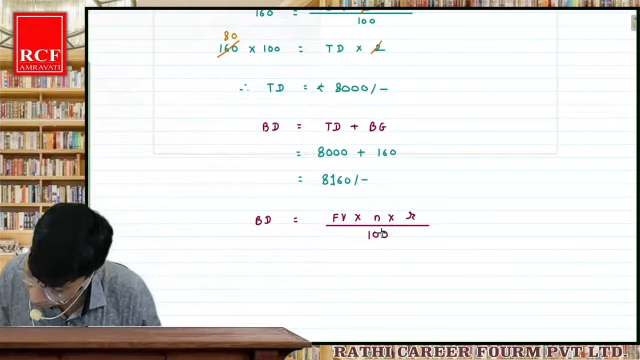 160 =
100
80
160 × 100 = TD × 2
∴ TD = ₹ 8000/-
BD = TD + BG
= 8000 + 160
= 8160/-
BD = FV × n × r
100
RCF
AMRAVATI
RATHI CAREER FOURM PVT LTD.